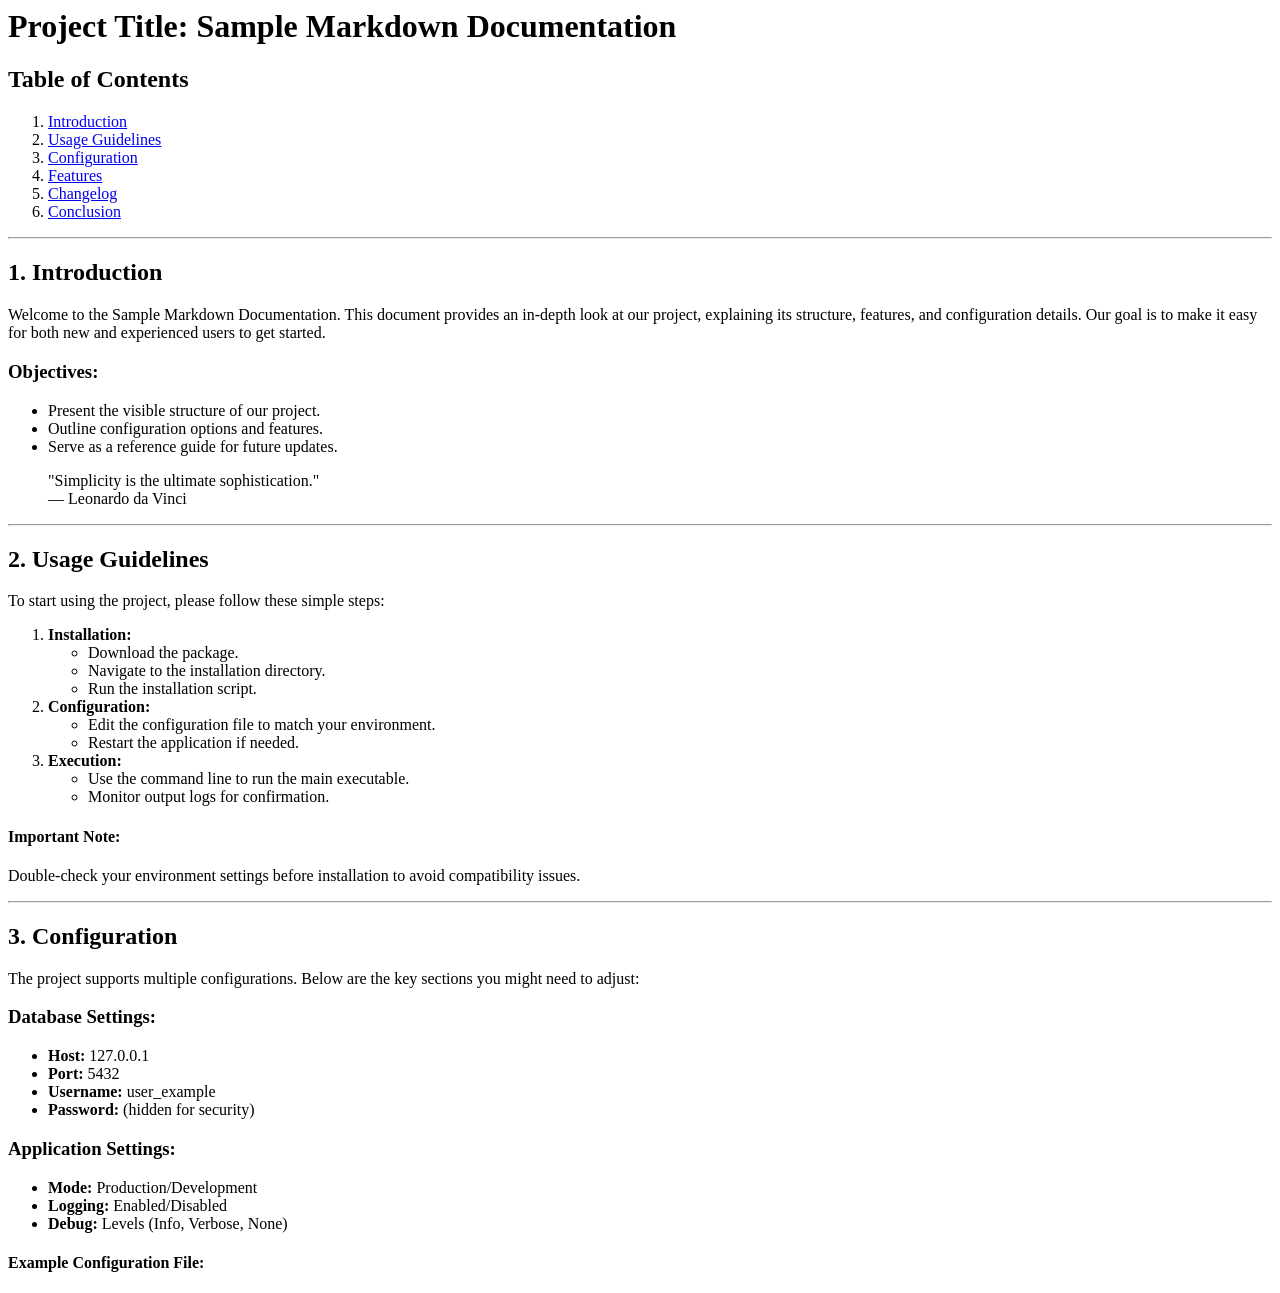 Project Title: Sample Markdown Documentation
Table of Contents
1. Introduction
2. Usage Guidelines
3. Configuration
4. Features
5. Changelog
6. Conclusion
1. Introduction
Welcome to the Sample Markdown Documentation. This document provides an in-depth look at our project, explaining its structure, features, and configuration details. Our goal is to make it easy
for both new and experienced users to get started.
Objectives:
• Present the visible structure of our project.
• Outline configuration options and features.
• Serve as a reference guide for future updates.
"Simplicity is the ultimate sophistication."
— Leonardo da Vinci
2. Usage Guidelines
To start using the project, please follow these simple steps:
1. Installation:
◦ Download the package.
◦ Navigate to the installation directory.
◦ Run the installation script.
2. Configuration:
◦ Edit the configuration file to match your environment.
◦ Restart the application if needed.
3. Execution:
◦ Use the command line to run the main executable.
◦ Monitor output logs for confirmation.
Important Note:
Double-check your environment settings before installation to avoid compatibility issues.
3. Configuration
The project supports multiple configurations. Below are the key sections you might need to adjust:
Database Settings:
• Host: 127.0.0.1
• Port: 5432
• Username: user_example
• Password: (hidden for security)
Application Settings:
• Mode: Production/Development
• Logging: Enabled/Disabled
• Debug: Levels (Info, Verbose, None)
Example Configuration File: